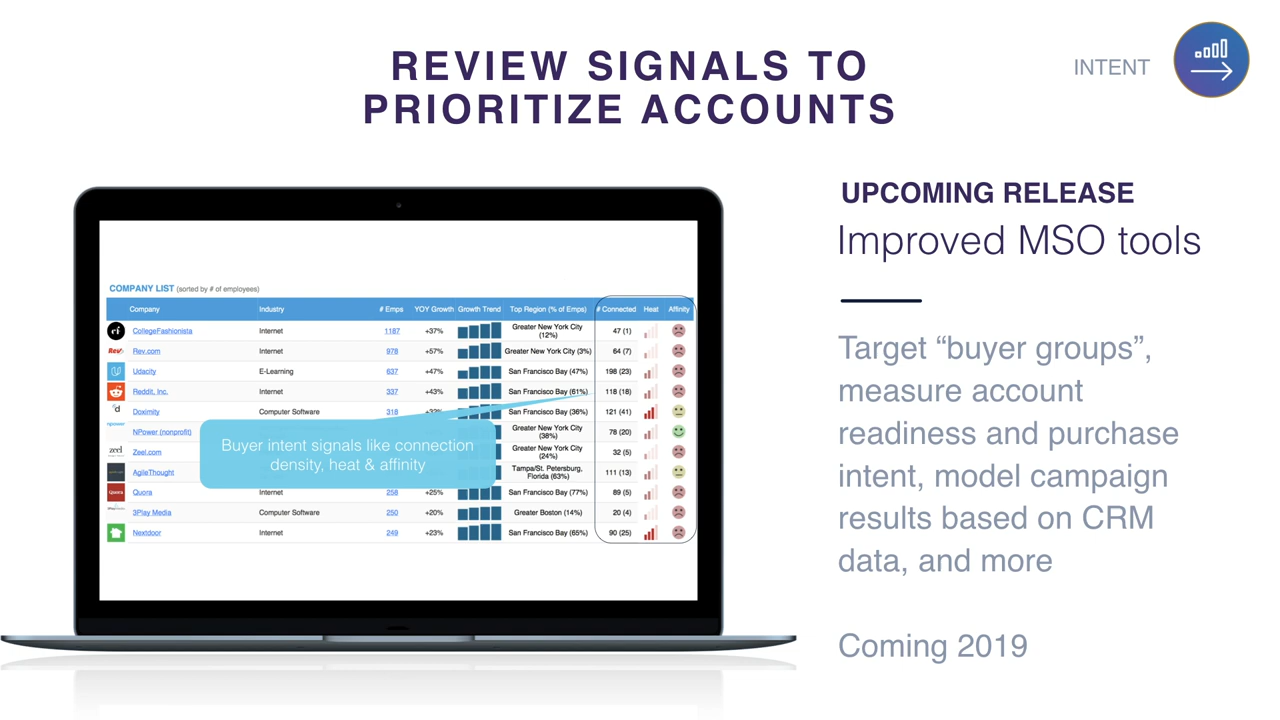 REVIEW SIGNALS TO
PRIORITIZE ACCOUNTS
INTENT
UPCOMING RELEASE
Improved MSO tools
Target “buyer groups”,
measure account
readiness and purchase
intent, model campaign
results based on CRM
data, and more
Coming 2019
COMPANY LIST (sorted by # of employees)
Company Industry # Emps YOY Growth Growth Trend Top Region (% of Emps) # Connected Heat Affinity
cf CollegeFashionista Internet 1187 +37% Greater New York City (12%) 47 (1)
Rev Rev.com Internet 978 +57% Greater New York City (3%) 64 (7)
Udacity E-Learning 637 +47% San Francisco Bay (47%) 198 (23)
Reddit, Inc. Internet 337 +43% San Francisco Bay (61%) 118 (18)
d Doximity Computer Software 318 San Francisco Bay (36%) 121 (41)
npower NPower (nonprofit) Greater New York City (38%) 78 (20)
zeel Zeel.com Greater New York City (24%) 32 (5)
AgileThought Tampa/St. Petersburg, Florida (63%) 111 (13)
Quora Quora Internet 258 +25% San Francisco Bay (77%) 89 (5)
3Play Media Computer Software 250 +20% Greater Boston (14%) 20 (4)
Nextdoor Internet 249 +23% San Francisco Bay (65%) 90 (25)
Buyer intent signals like connection
density, heat & affinity